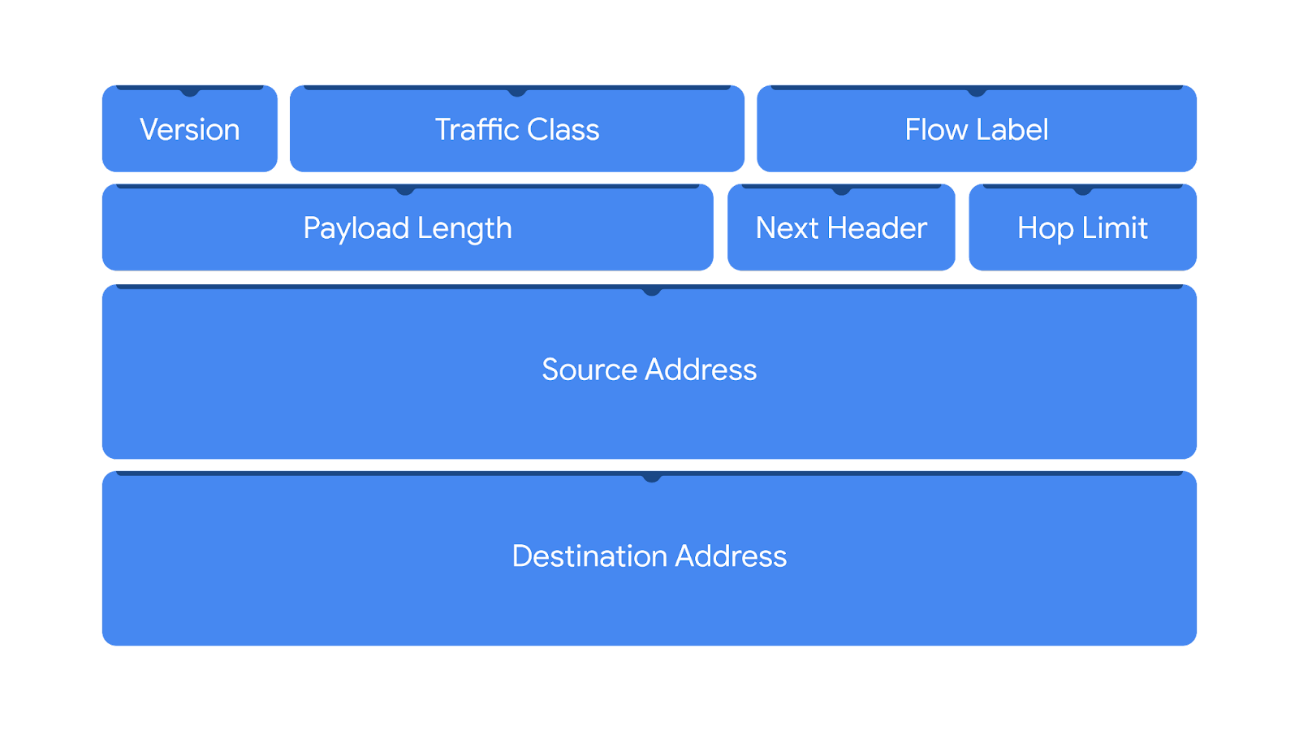 Version Traffic Class Flow Label
Payload Length Next Header Hop Limit
Source Address
Destination Address